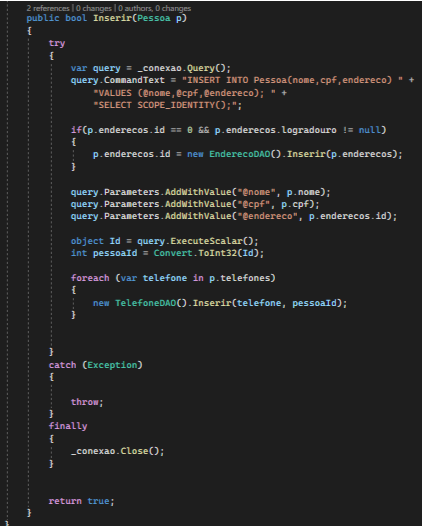 2 references | 0 changes | 0 authors, 0 changes
public bool Inserir(Pessoa p)
{
try
{
var query = _conexao.Query();
query.CommandText = "INSERT INTO Pessoa(nome,cpf,endereco) " +
"VALUES (@nome,@cpf,@endereco); " +
"SELECT SCOPE_IDENTITY();";
if(p.enderecos.id == 0 && p.enderecos.logradouro != null)
{
p.enderecos.id = new EnderecoDAO().Inserir(p.enderecos);
}
query.Parameters.AddWithValue("@nome", p.nome);
query.Parameters.AddWithValue("@cpf", p.cpf);
query.Parameters.AddWithValue("@endereco", p.enderecos.id);
object Id = query.ExecuteScalar();
int pessoaId = Convert.ToInt32(Id);
foreach (var telefone in p.telefones)
{
new TelefoneDAO().Inserir(telefone, pessoaId);
}
}
catch (Exception)
{
throw;
}
finally
{
_conexao.Close();
}
return true;
}
}